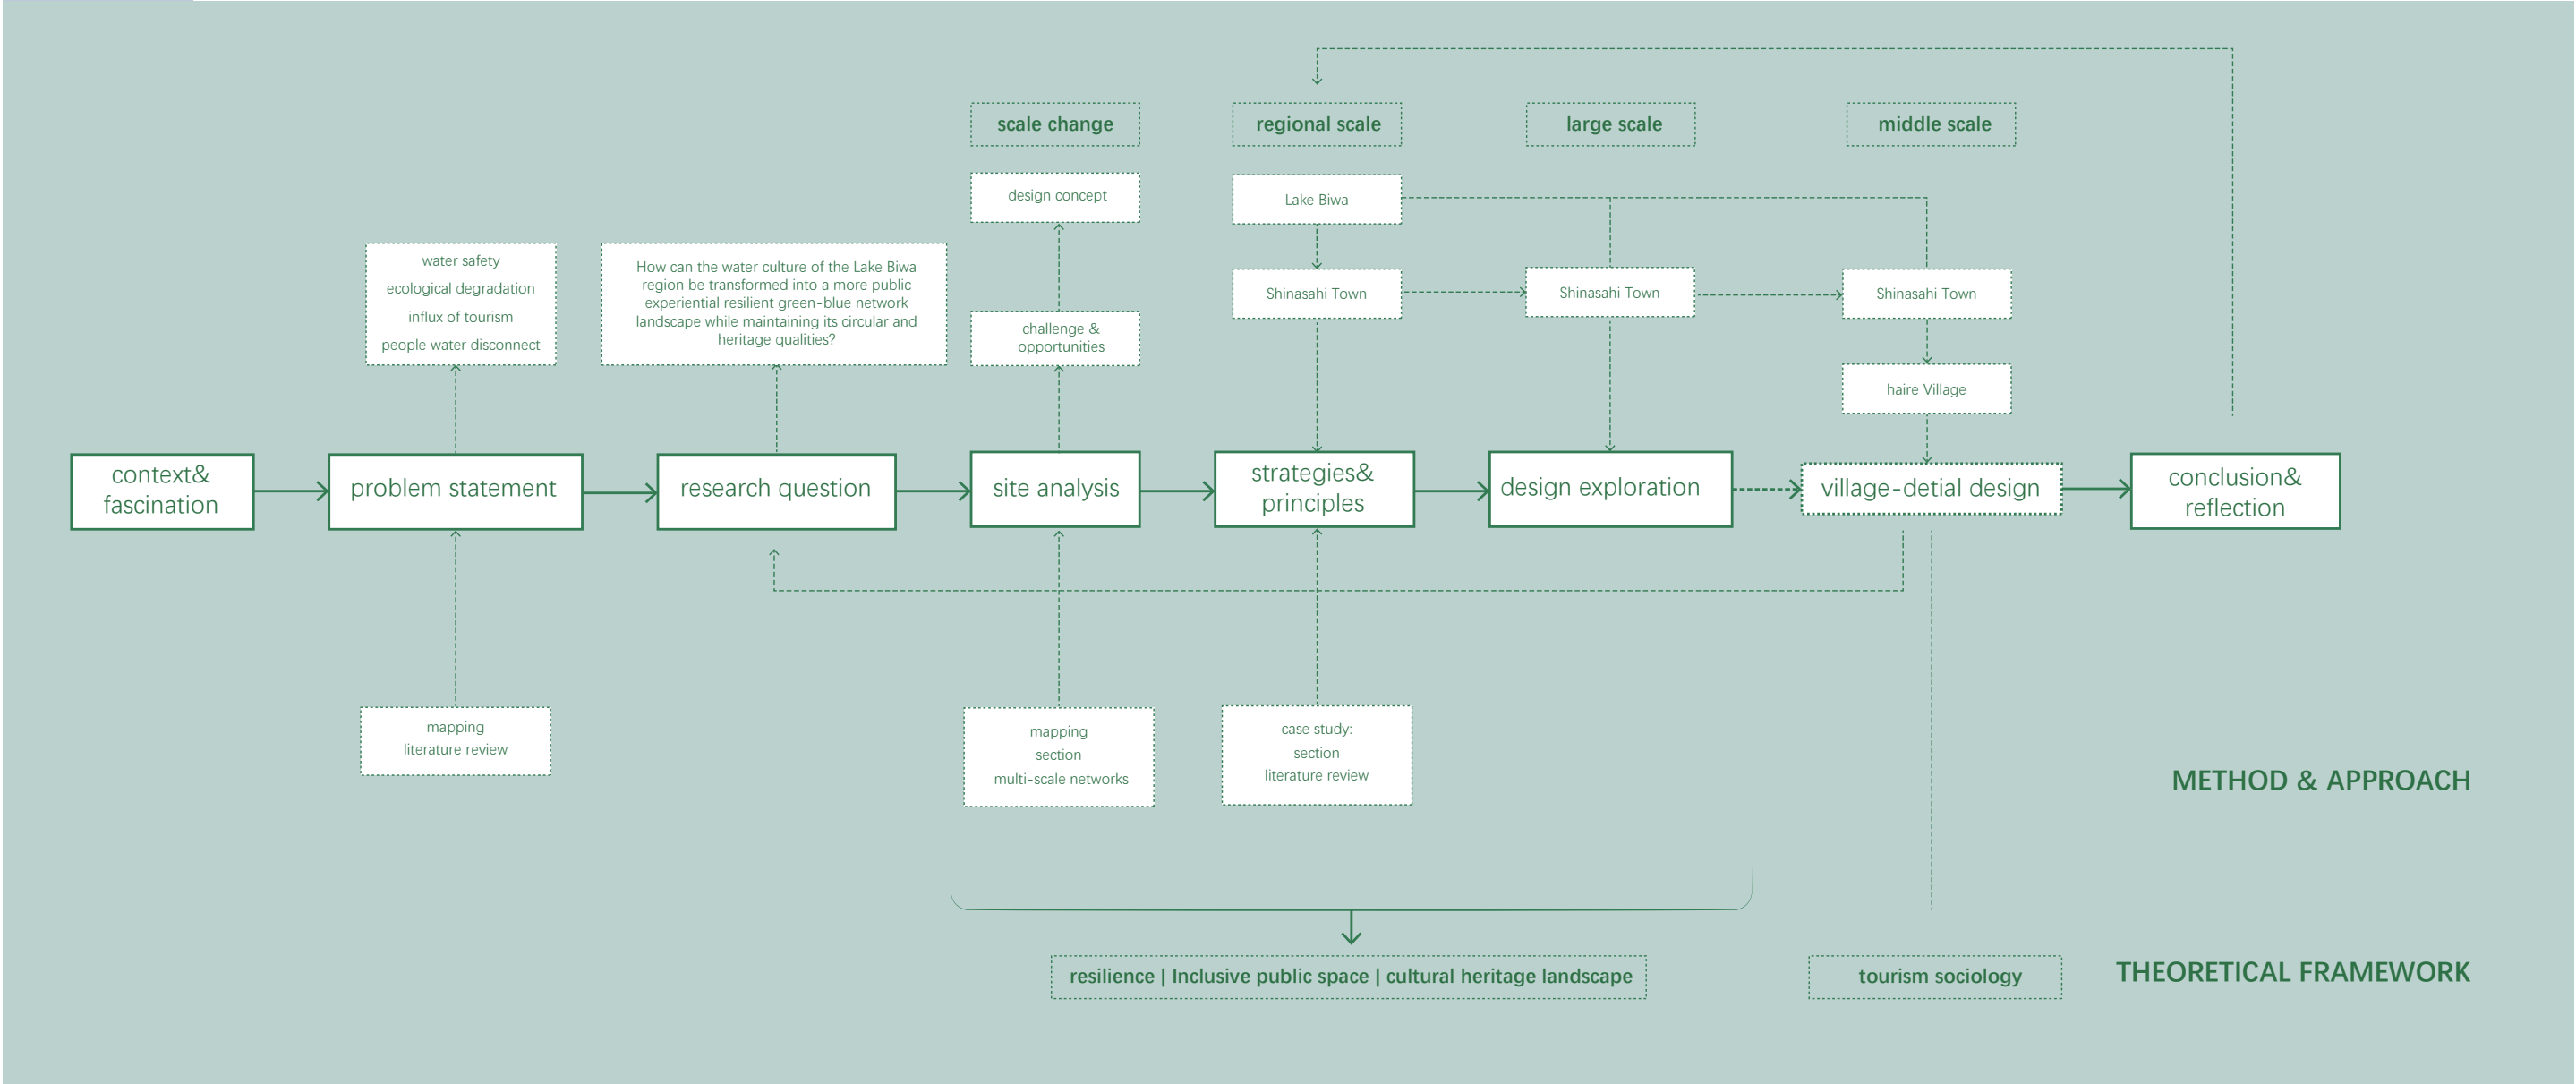 scale change
regional scale
large scale
middle scale
design concept
Lake Biwa
water safety
ecological degradation
influx of tourism
people water disconnect
How can the water culture of the Lake Biwa
region be transformed into a more public
experiential resilient green-blue network
landscape while maintaining its circular and
heritage qualities?
challenge &
opportunities
Shinasahi Town
Shinasahi Town
Shinasahi Town
haire Village
context&
fascination
problem statement
research question
site analysis
strategies&
principles
design exploration
village-detial design
conclusion&
reflection
mapping
literature review
mapping
section
multi-scale networks
case study:
section
literature review
METHOD & APPROACH
resilience | Inclusive public space | cultural heritage landscape
tourism sociology
THEORETICAL FRAMEWORK